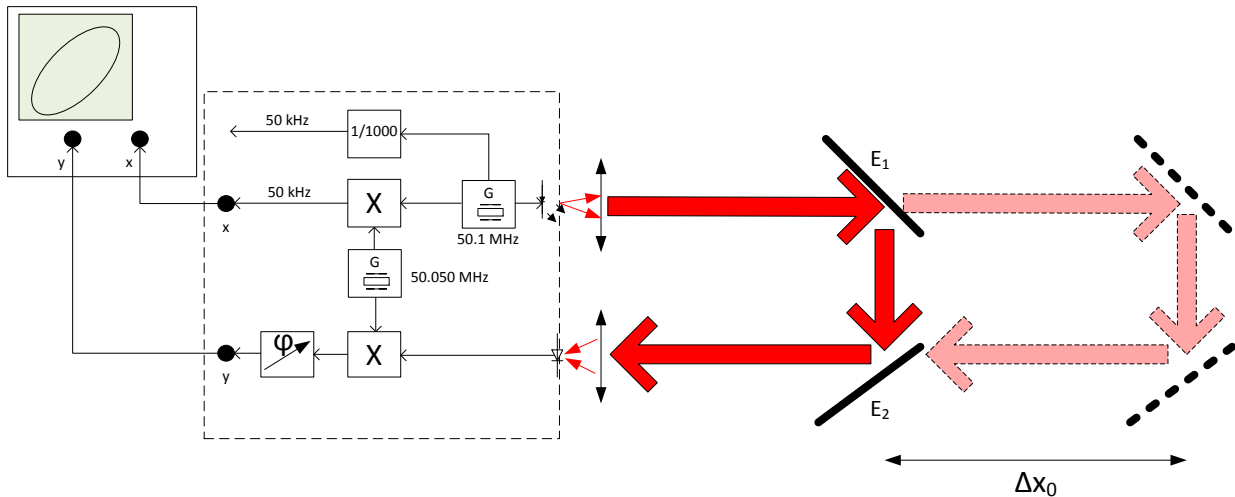 50 kHz
1/1000
y
x
E1
50 kHz
X
G
x
50.1 MHz
G
50.050 MHz
φ
X
y
E2
Δx0